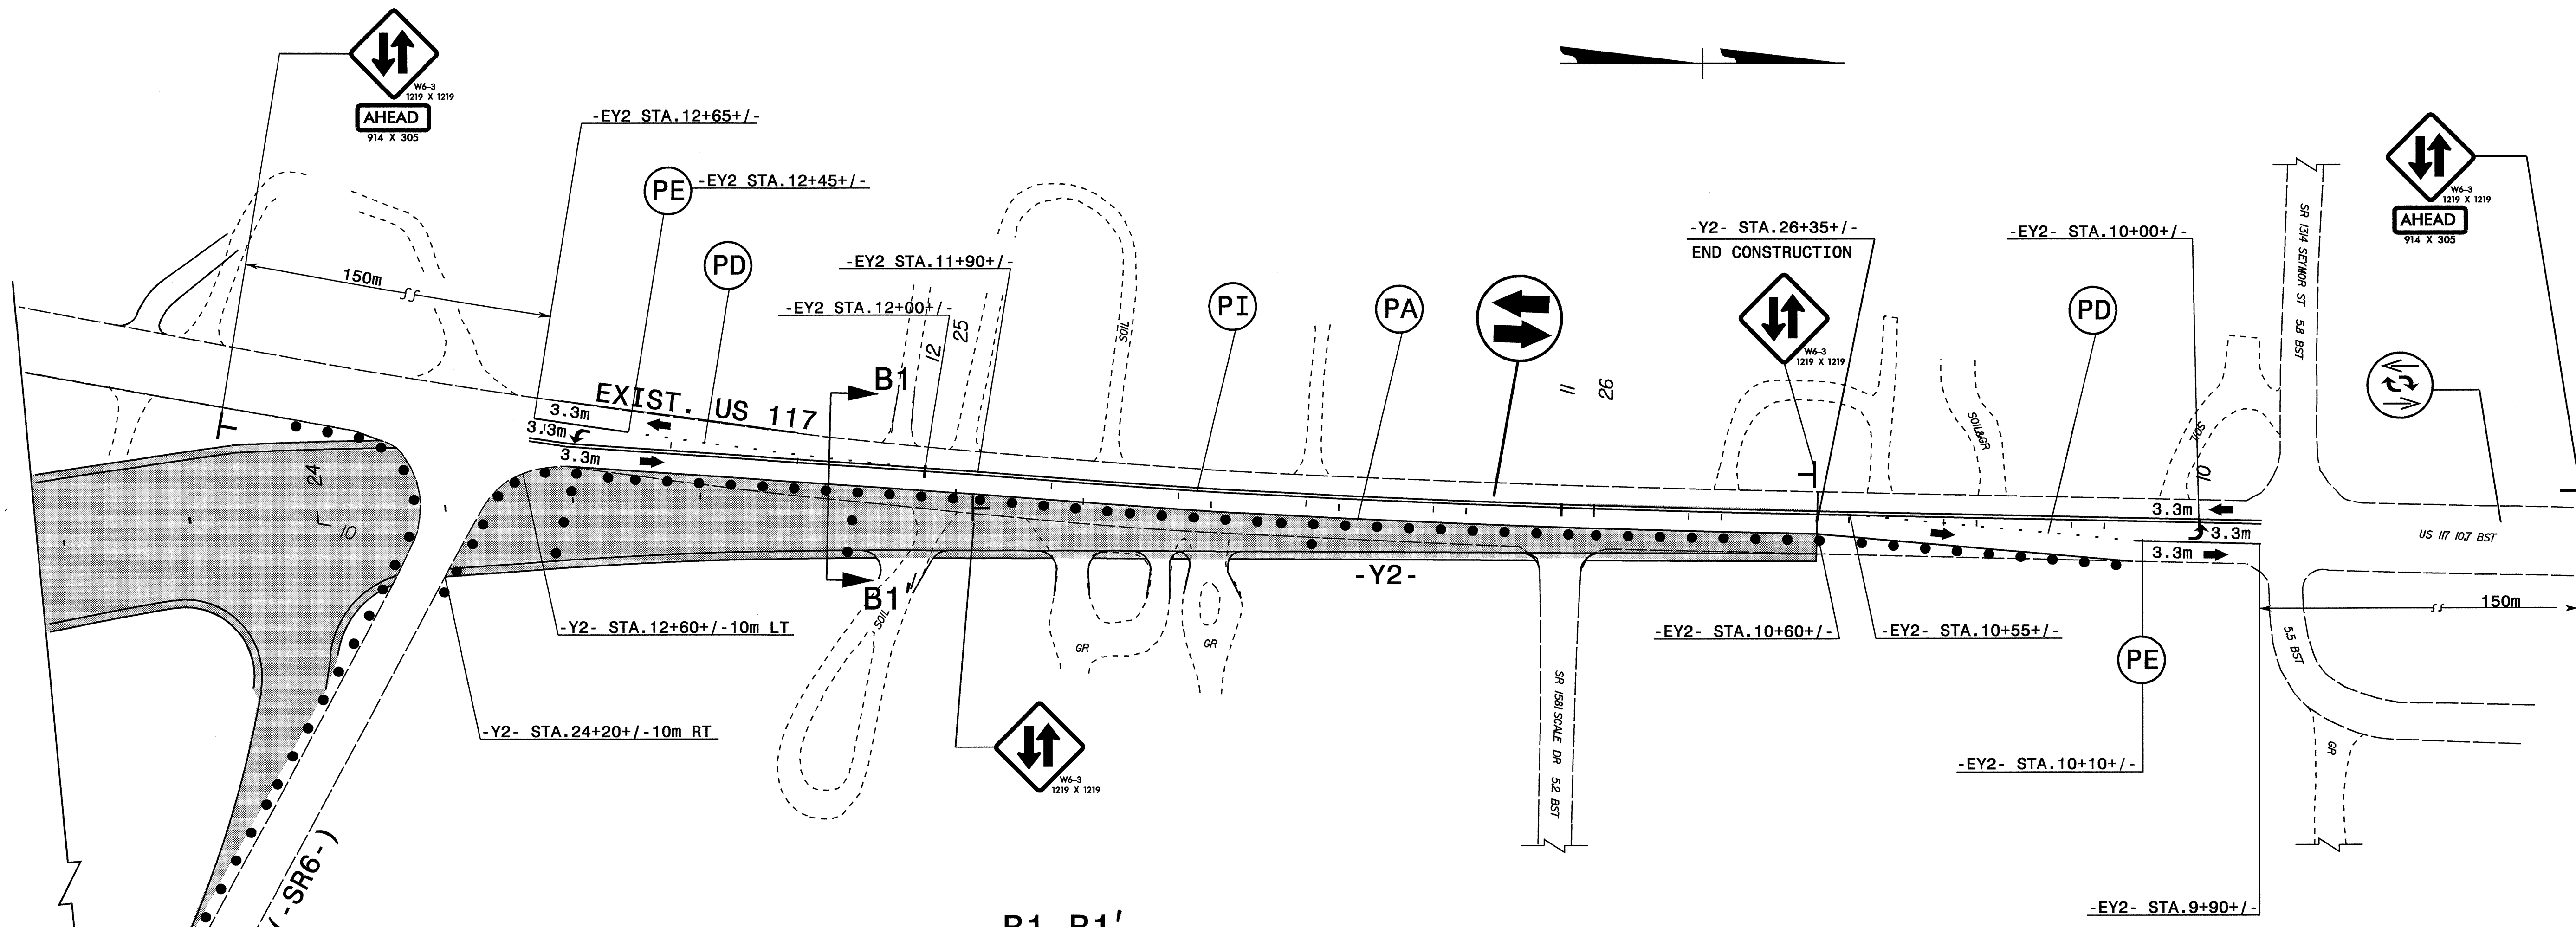 W6-3
1219 X 1219
AHEAD
914 X 305
-EY2 STA.12+65+/-
PE
-EY2 STA.12+45+/-
150m
PD
-EY2 STA.11+90+/-
-EY2 STA.12+00+/-
12
25
SOIL
PI
PA
11
26
-Y2- STA.26+35+/-
END CONSTRUCTION
W6-3
1219 X 1219
SOIL&GR
PD
-EY2- STA.10+00+/-
SOIL
10
SR 1314 SEYMOR ST 5.8 BST
W6-3
1219 X 1219
AHEAD
914 X 305
B1
EXIST. US 117
3.3m
3.3m
3.3m
24
10
3.3m
3.3m
3.3m
US 117 10.7 BST
B1'
SOIL
-Y2-
GR
GR
-Y2- STA.12+60+/-10m LT
-Y2- STA.24+20+/-10m RT
W6-3
1219 X 1219
SR 1581 SCALE DR 5.2 BST
-EY2- STA.10+60+/-
-EY2- STA.10+55+/-
PE
-EY2- STA.10+10+/-
150m
5.5 BST
GR
-EY2- STA.9+90+/-
(-SR6-)
B1 B1'